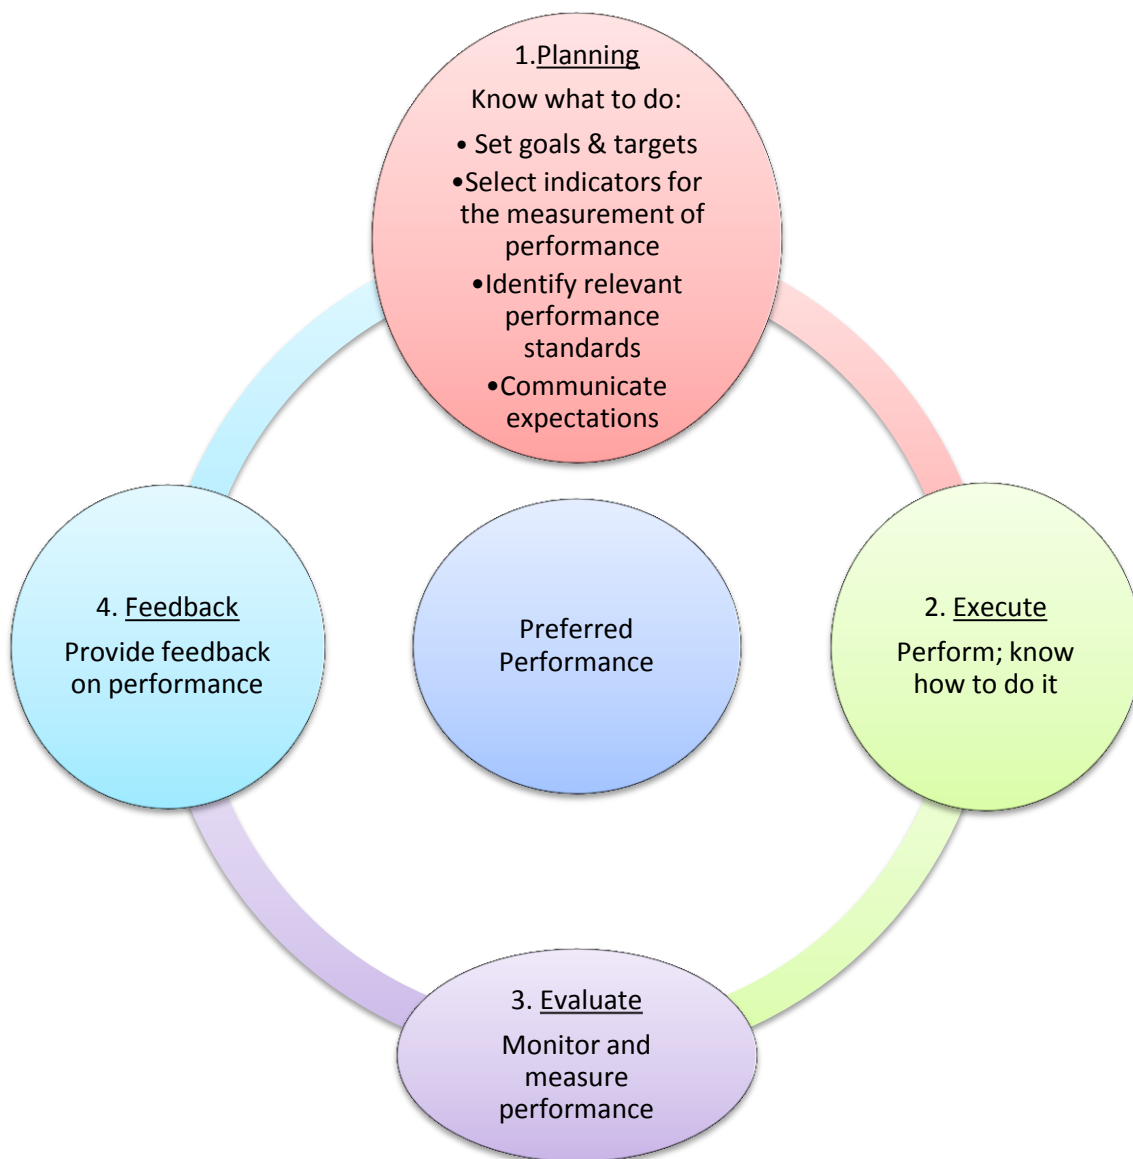 1.Planning
Know what to do:
• Set goals & targets
•Select indicators for
the measurement of
performance
•Identify relevant
performance
standards
•Communicate
expectations
2. Execute
Perform; know
how to do it
3. Evaluate
Monitor and
measure
performance
4. Feedback
Provide feedback
on performance
Preferred
Performance